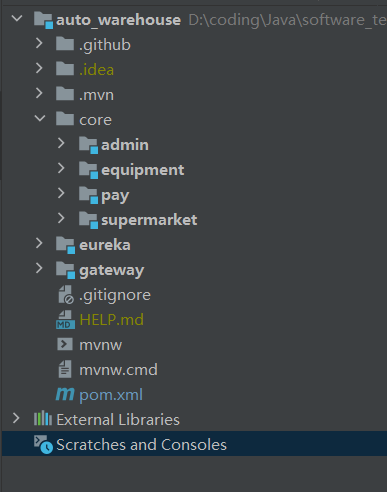 auto_warehouse D:\coding\Java\software_te
.github
.idea
.mvn
core
admin
equipment
pay
supermarket
eureka
gateway
.gitignore
MD HELP.md
mvnw
mvnw.cmd
m pom.xml
External Libraries
Scratches and Consoles